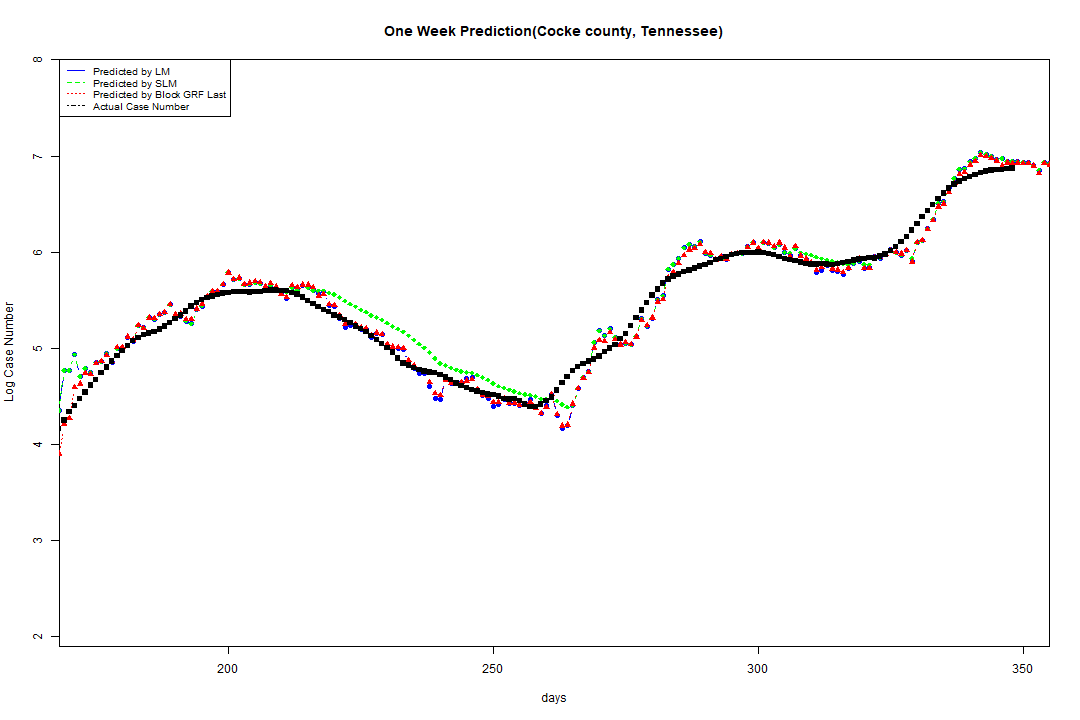 One Week Prediction(Cocke county, Tennessee)
Predicted by LM
Predicted by SLM
Predicted by Block GRF Last
Actual Case Number
8
7
6
5
4
3
2
Log Case Number
200
250
300
350
days